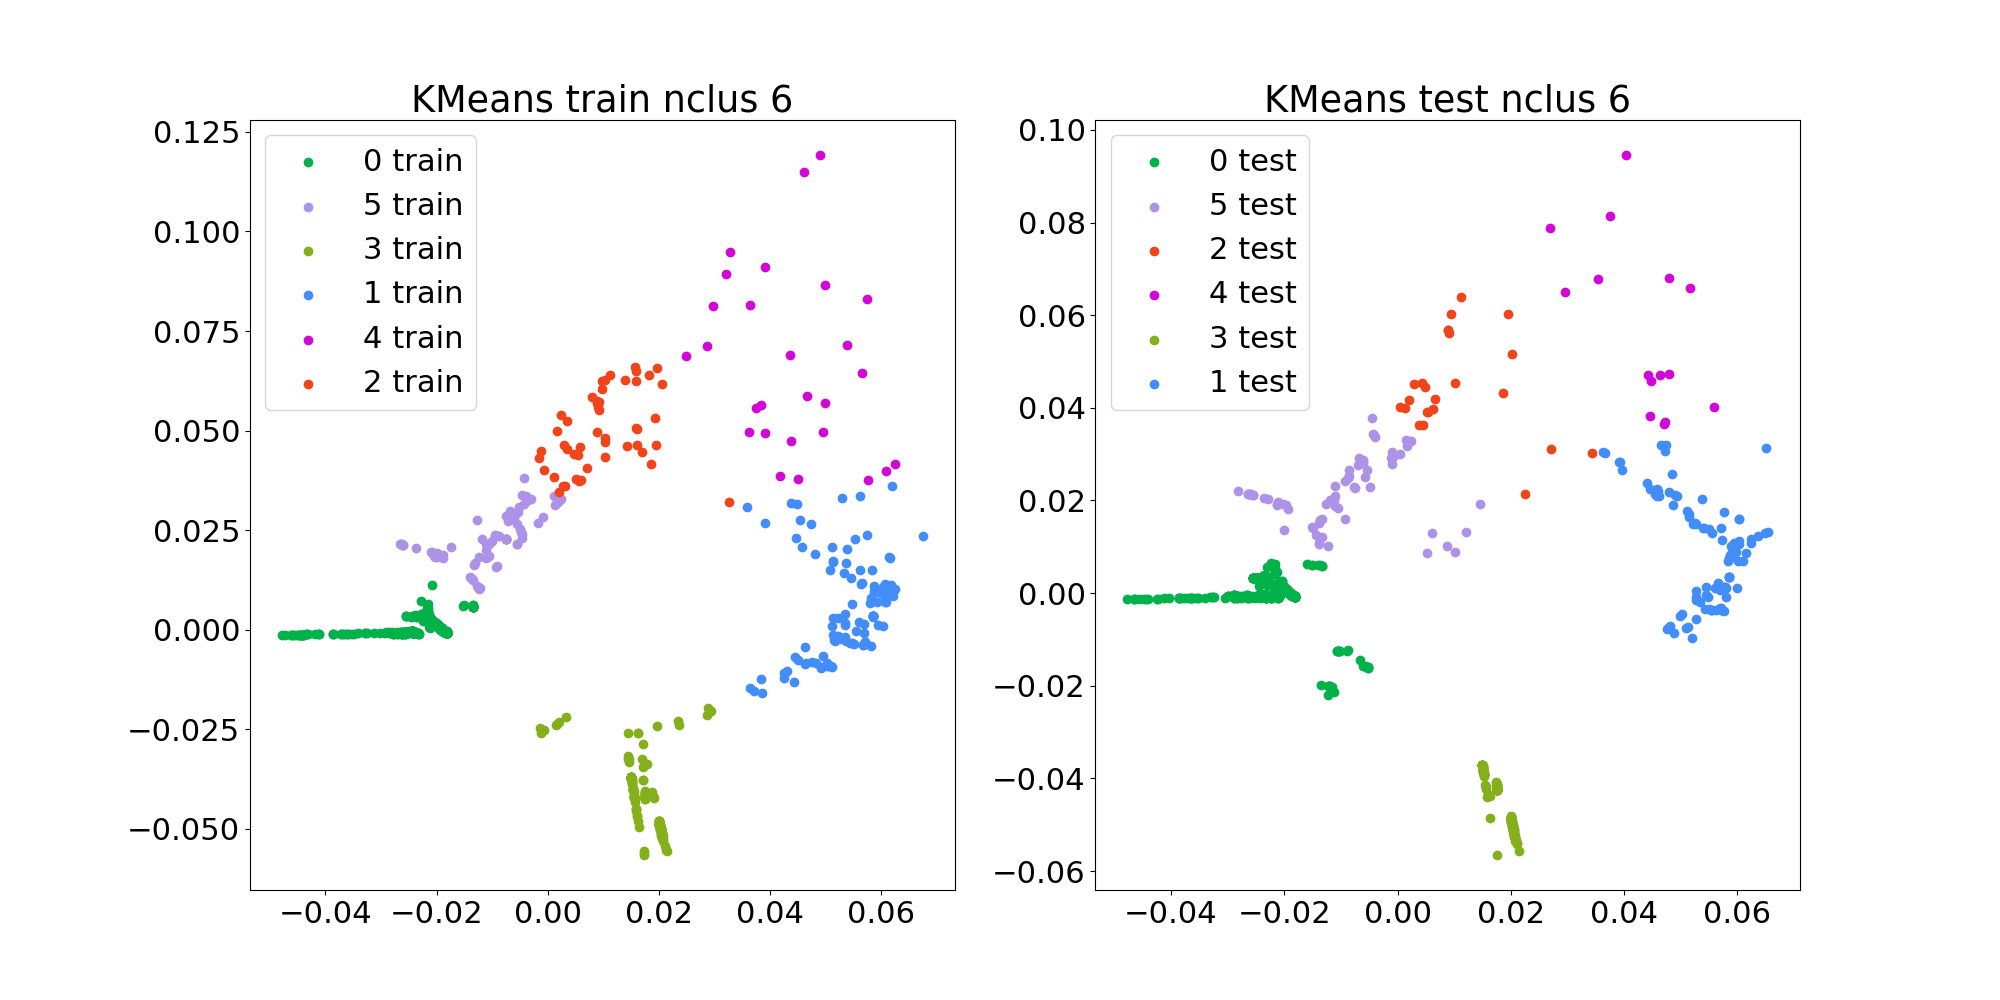 KMeans train nclus 6
0.125
0.100
0.075
0.050
0.025
0.000
−0.025
−0.050
−0.04
−0.02
0.00
0.02
0.04
0.06
0 train
5 train
3 train
1 train
4 train
2 train
KMeans test nclus 6
0.10
0.08
0.06
0.04
0.02
0.00
−0.02
−0.04
−0.06
−0.04
−0.02
0.00
0.02
0.04
0.06
0 test
5 test
2 test
4 test
3 test
1 test